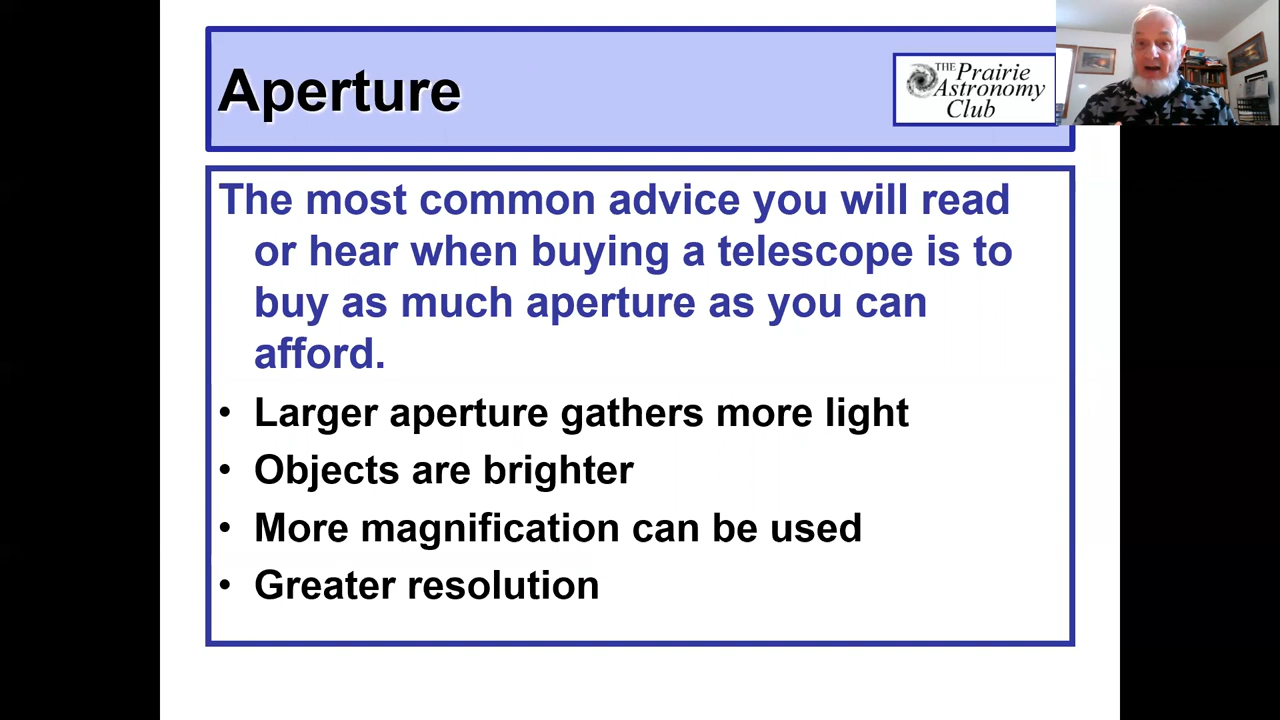 Aperture
THE Prairie
Astronomy
Club
The most common advice you will read
or hear when buying a telescope is to
buy as much aperture as you can
afford.
• Larger aperture gathers more light
• Objects are brighter
• More magnification can be used
• Greater resolution